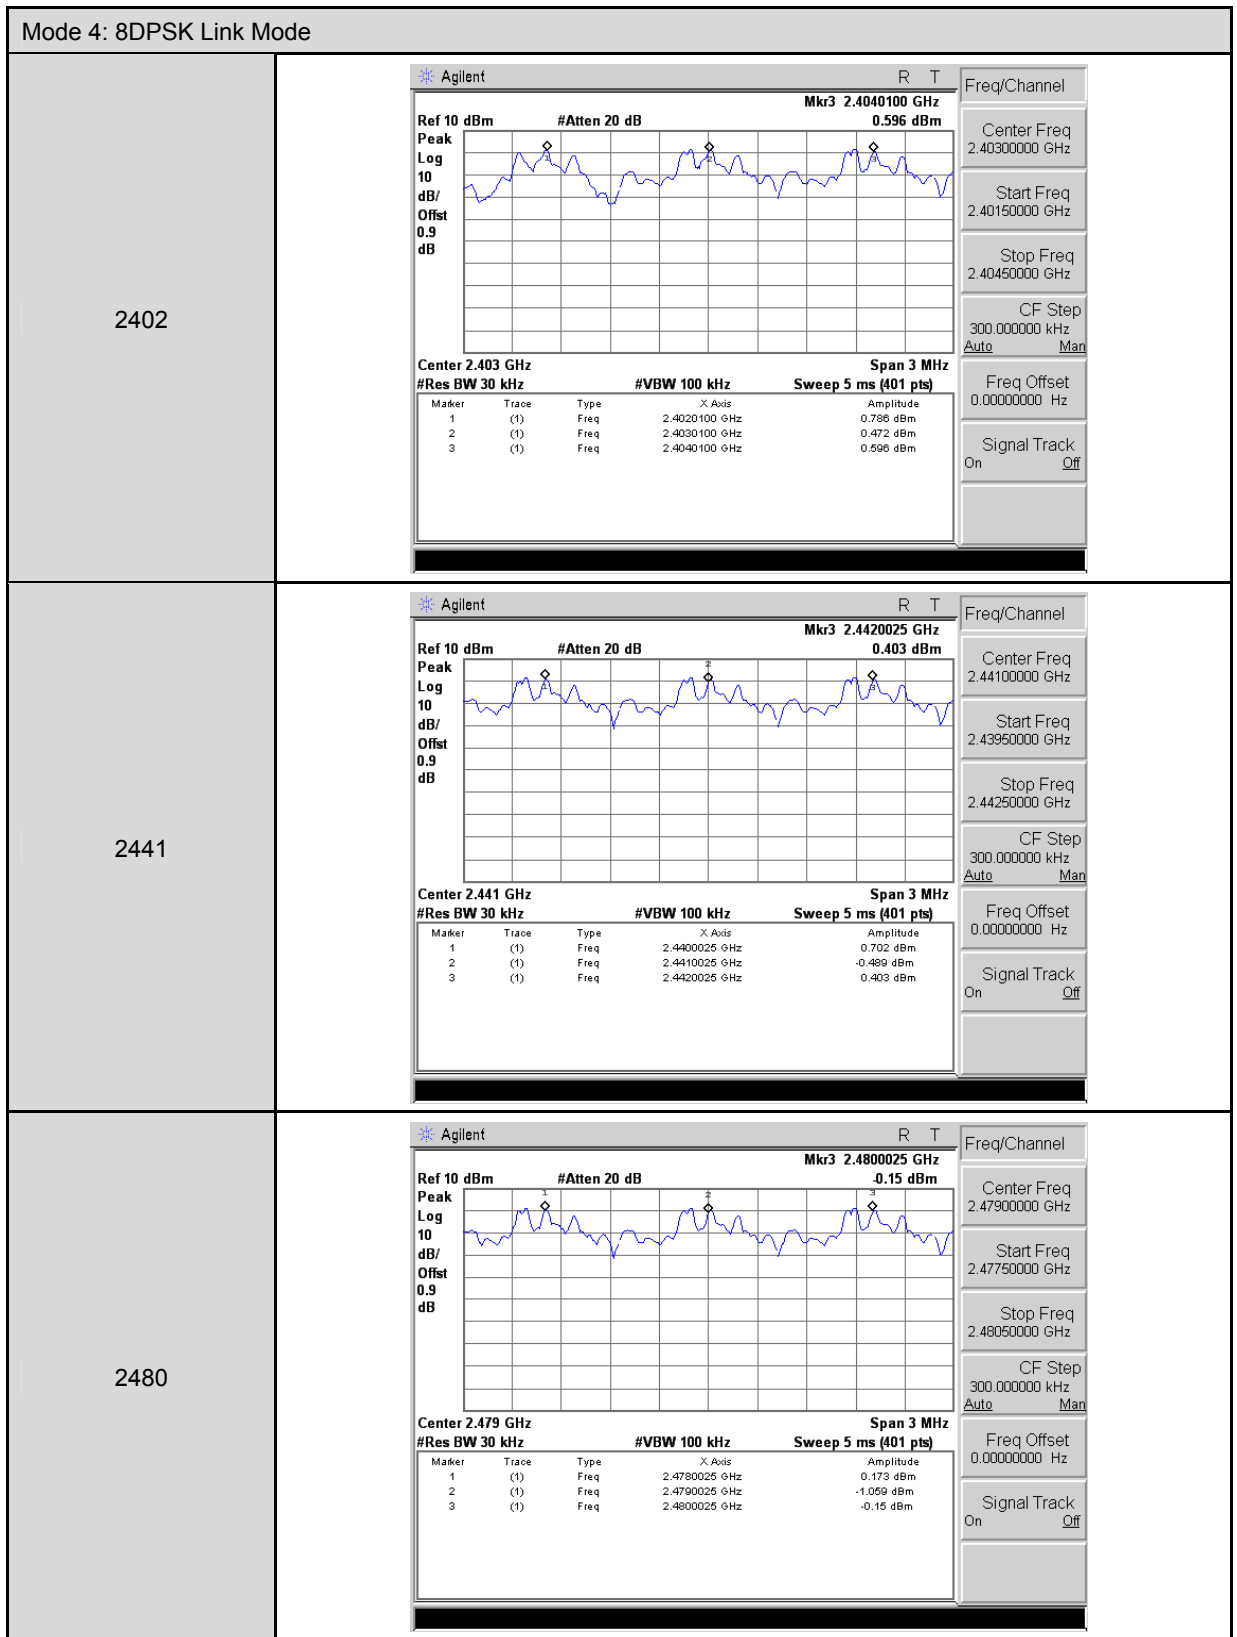 Mode 4: 8DPSK Link Mode
2402
Agilent R T
Mkr3 2.4040100 GHz
Ref 10 dBm #Atten 20 dB 0.596 dBm
Peak
Log
10
dB/
Offst
0.9
dB
1 2 3
Center 2.403 GHz Span 3 MHz
#Res BW 30 kHz #VBW 100 kHz Sweep 5 ms (401 pts)
Marker Trace Type X Axis Amplitude
1 (1) Freq 2.4020100 GHz 0.786 dBm
2 (1) Freq 2.4030100 GHz 0.472 dBm
3 (1) Freq 2.4040100 GHz 0.596 dBm
Freq/Channel
Center Freq
2.40300000 GHz
Start Freq
2.40150000 GHz
Stop Freq
2.40450000 GHz
CF Step
300.000000 kHz
Auto Man
Freq Offset
0.00000000 Hz
Signal Track
On Off
2441
Agilent R T
Mkr3 2.4420025 GHz
Ref 10 dBm #Atten 20 dB 0.403 dBm
Peak
Log
10
dB/
Offst
0.9
dB
1 2 3
Center 2.441 GHz Span 3 MHz
#Res BW 30 kHz #VBW 100 kHz Sweep 5 ms (401 pts)
Marker Trace Type X Axis Amplitude
1 (1) Freq 2.4400025 GHz 0.702 dBm
2 (1) Freq 2.4410025 GHz -0.489 dBm
3 (1) Freq 2.4420025 GHz 0.403 dBm
Freq/Channel
Center Freq
2.44100000 GHz
Start Freq
2.43950000 GHz
Stop Freq
2.44250000 GHz
CF Step
300.000000 kHz
Auto Man
Freq Offset
0.00000000 Hz
Signal Track
On Off
2480
Agilent R T
Mkr3 2.4800025 GHz
Ref 10 dBm #Atten 20 dB -0.15 dBm
Peak
Log
10
dB/
Offst
0.9
dB
1 2 3
Center 2.479 GHz Span 3 MHz
#Res BW 30 kHz #VBW 100 kHz Sweep 5 ms (401 pts)
Marker Trace Type X Axis Amplitude
1 (1) Freq 2.4780025 GHz 0.173 dBm
2 (1) Freq 2.4790025 GHz -1.059 dBm
3 (1) Freq 2.4800025 GHz -0.15 dBm
Freq/Channel
Center Freq
2.47900000 GHz
Start Freq
2.47750000 GHz
Stop Freq
2.48050000 GHz
CF Step
300.000000 kHz
Auto Man
Freq Offset
0.00000000 Hz
Signal Track
On Off